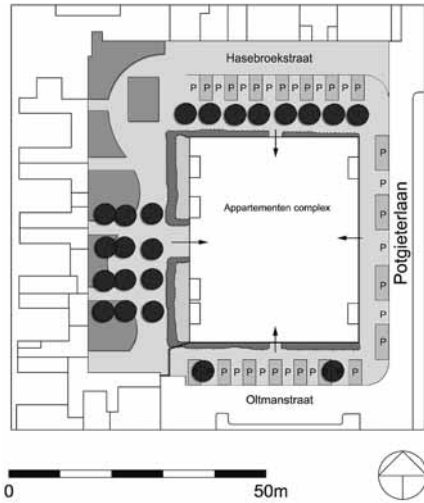 Hasebroekstraat
P P P P P P P P P P P P P P
P
P
P
P
P
P
P
Appartementen complex
Potgieterlaan
P P P P P P P P P P
Oltmanstraat
0 50m